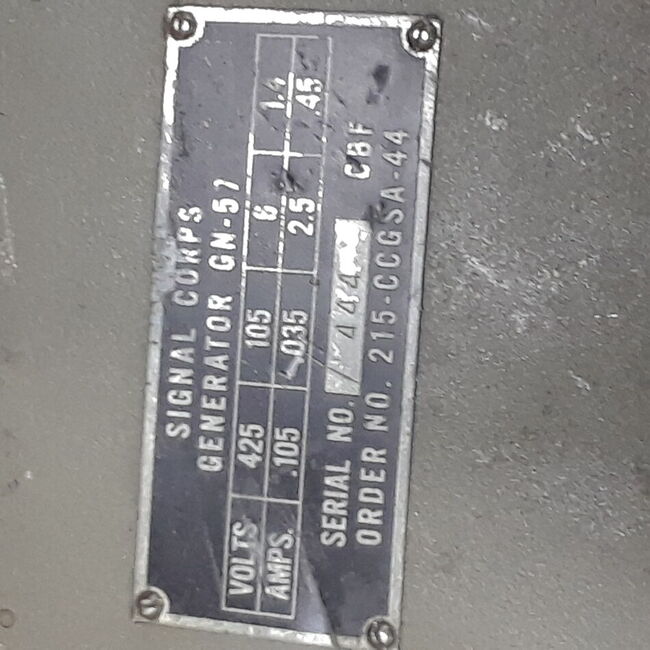 SIGNAL CORPS
GENERATOR GN-57
VOLTS 425 105 6 1.4
AMPS. .105 .035 2.5 .45
SERIAL NO. 444 CBF
ORDER NO. 215-CCGSA-44